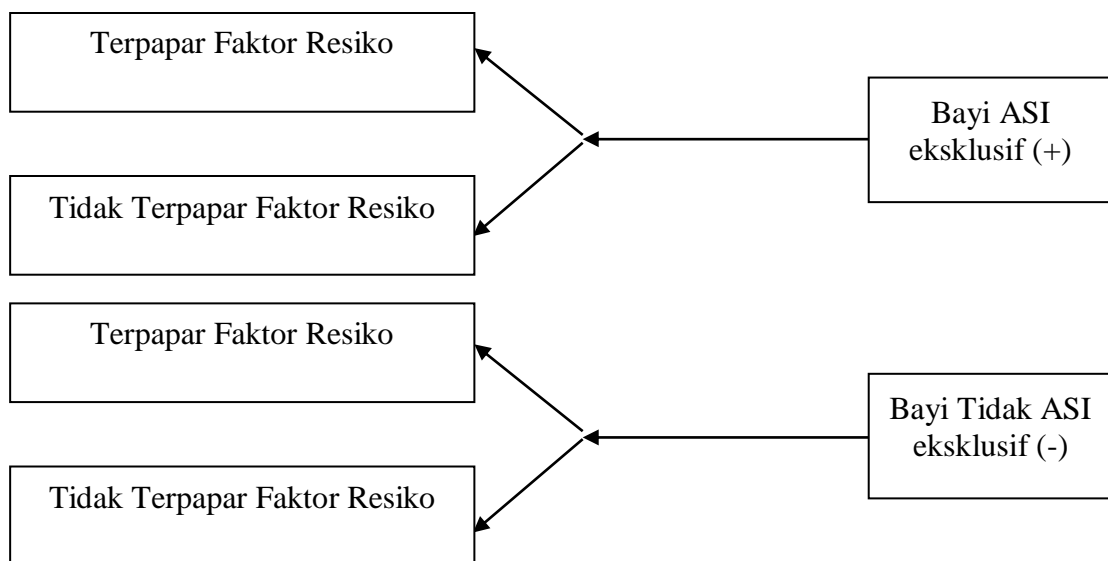 Terpapar Faktor Resiko
Bayi ASI
eksklusif (+)
Tidak Terpapar Faktor Resiko
Terpapar Faktor Resiko
Bayi Tidak ASI
eksklusif (-)
Tidak Terpapar Faktor Resiko